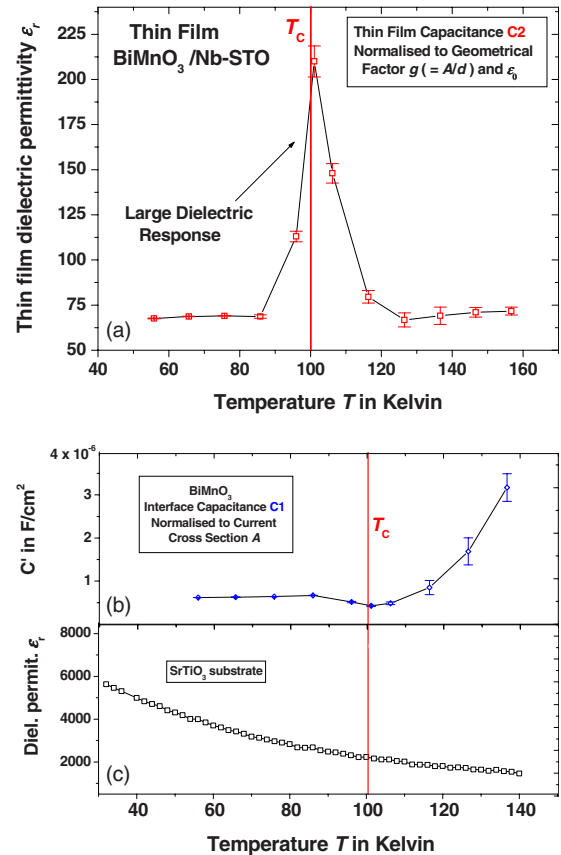 Thin Film
BiMnO3 /Nb-STO
TC
Thin Film Capacitance C2
Normalised to Geometrical
Factor g ( = A/d ) and ε0
Large Dielectric
Response
Thin film dielectric permittivity εr
225
200
175
150
125
100
75
50
(a)
40 60 80 100 120 140 160
Temperature T in Kelvin
4 x 10-6
3
1
C' in F/cm2
BiMnO3
Interface Capacitance C1
Normalised to Current
Cross Section A
TC
(b)
8000
6000
4000
2000
Diel. permit. εr
SrTiO3 substrate
(c)
40 60 80 100 120 140
Temperature T in Kelvin